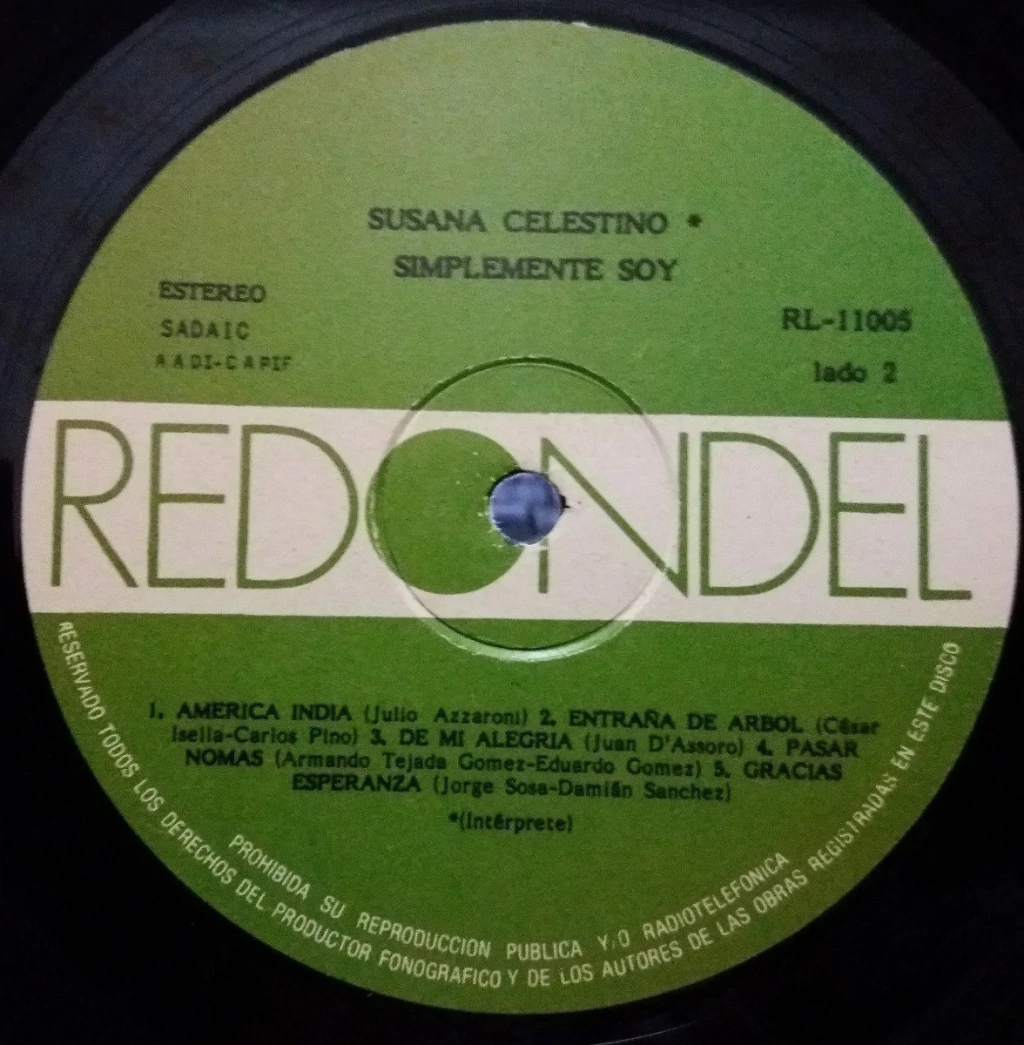 SUSANA CELESTINO *
SIMPLEMENTE SOY
ESTEREO
SADAIC
AADI-CAPIF
RL-11005
lado 2
REDONDEL
1. AMERICA INDIA (Julio Azzaroni) 2. ENTRAÑA DE ARBOL (César
Isella-Carlos Pino) 3. DE MI ALEGRIA (Juan D'Assoro) 4. PASAR
NOMAS (Armando Tejada Gomez-Eduardo Gomez) 5. GRACIAS
ESPERANZA (Jorge Sosa-Damián Sanchez)
*(Intérprete)
PROHIBIDA SU REPRODUCCION PUBLICA Y/O RADIOTELEFONICA
RESERVADO TODOS LOS DERECHOS DEL PRODUCTOR FONOGRAFICO Y DE LOS AUTORES DE LAS OBRAS REGISTRADAS EN ESTE DISCO